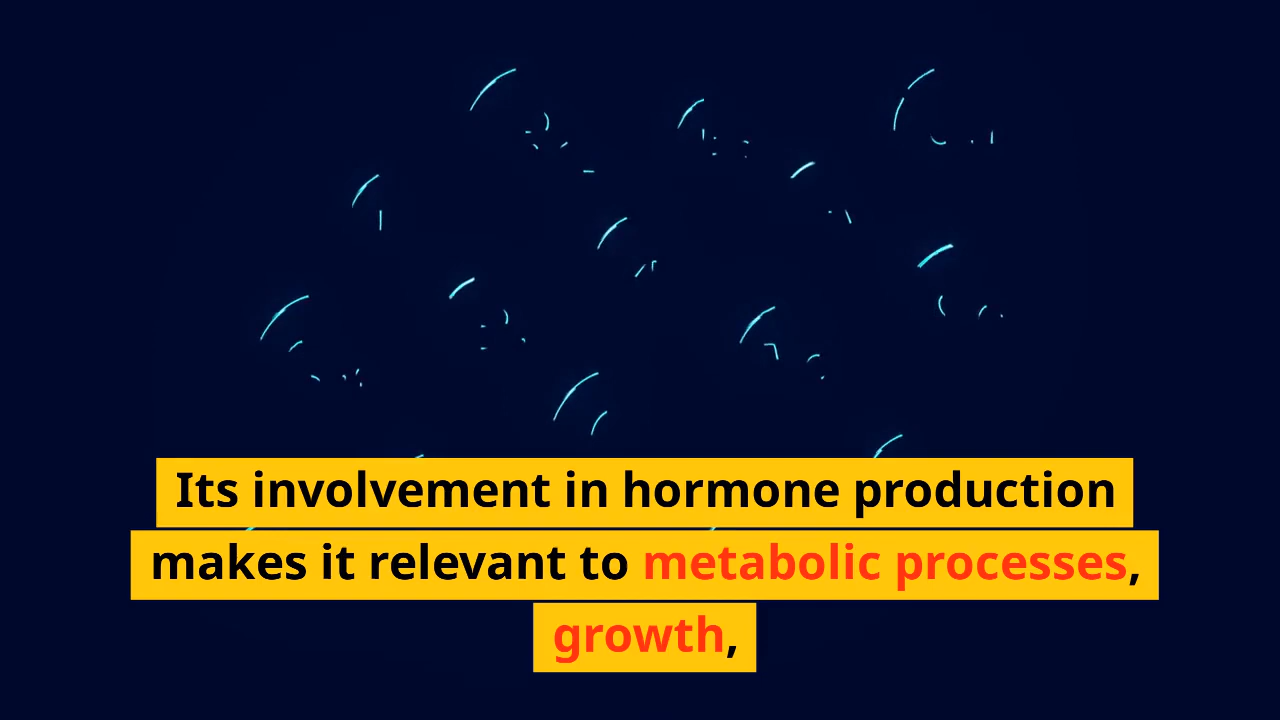 Its involvement in hormone production
makes it relevant to metabolic processes,
growth,